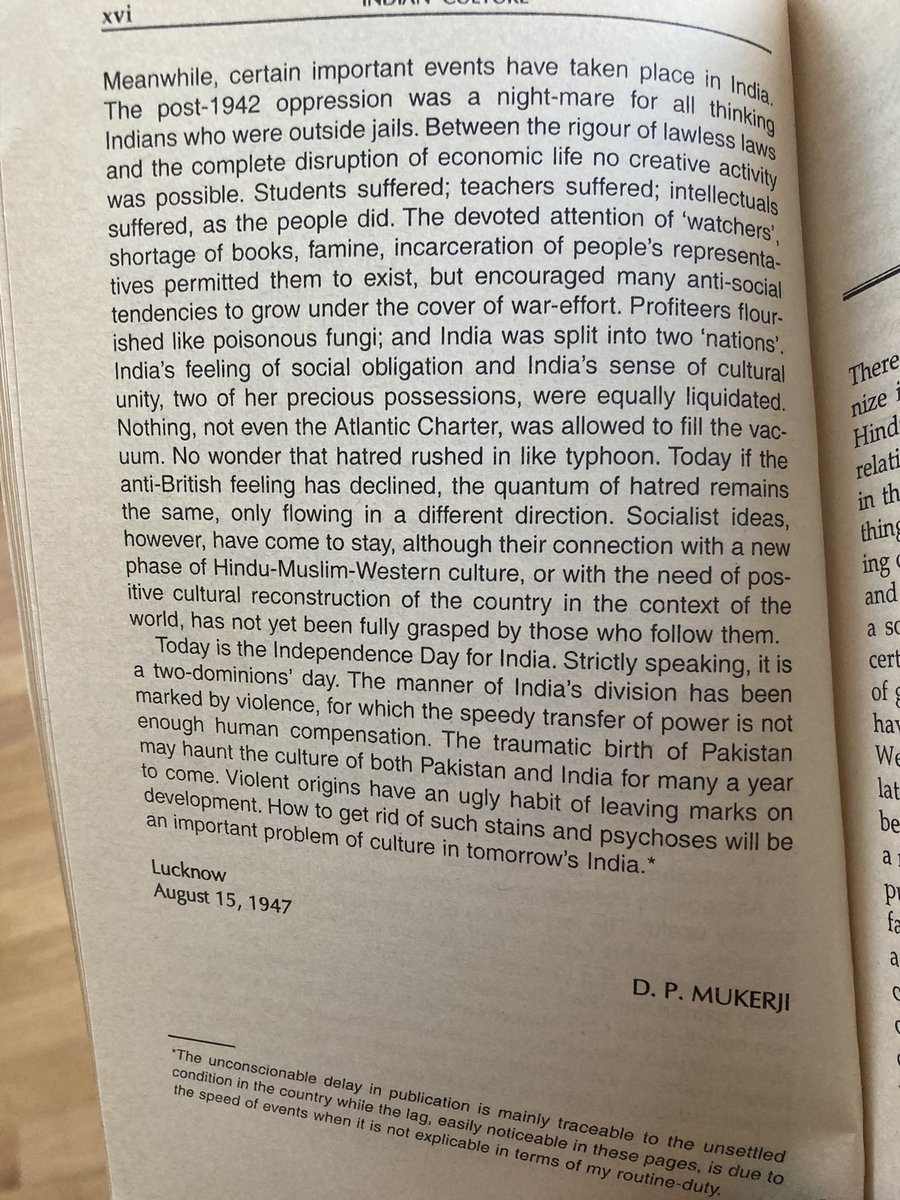 xvi
INDIAN CULTURE
Meanwhile, certain important events have taken place in India.
The post-1942 oppression was a night-mare for all thinking
Indians who were outside jails. Between the rigour of lawless laws
and the complete disruption of economic life no creative activity
was possible. Students suffered; teachers suffered; intellectuals
suffered, as the people did. The devoted attention of ‘watchers’,
shortage of books, famine, incarceration of people’s representa-
tives permitted them to exist, but encouraged many anti-social
tendencies to grow under the cover of war-effort. Profiteers flour-
ished like poisonous fungi; and India was split into two ‘nations’.
India’s feeling of social obligation and India’s sense of cultural
unity, two of her precious possessions, were equally liquidated.
Nothing, not even the Atlantic Charter, was allowed to fill the vac-
uum. No wonder that hatred rushed in like typhoon. Today if the
anti-British feeling has declined, the quantum of hatred remains
the same, only flowing in a different direction. Socialist ideas,
however, have come to stay, although their connection with a new
phase of Hindu-Muslim-Western culture, or with the need of pos-
itive cultural reconstruction of the country in the context of the
world, has not yet been fully grasped by those who follow them.
Today is the Independence Day for India. Strictly speaking, it is
a two-dominions’ day. The manner of India’s division has been
marked by violence, for which the speedy transfer of power is not
enough human compensation. The traumatic birth of Pakistan
may haunt the culture of both Pakistan and India for many a year
to come. Violent origins have an ugly habit of leaving marks on
development. How to get rid of such stains and psychoses will be
an important problem of culture in tomorrow’s India.*
Lucknow
August 15, 1947
D. P. MUKERJI
*The unconscionable delay in publication is mainly traceable to the unsettled
condition in the country while the lag, easily noticeable in these pages, is due to
the speed of events when it is not explicable in terms of my routine-duty.
There
nize
Hind
relati
in th
thing
ing
and
a so
cert
of g
hav
We
lat
be
a
pu
fa
a